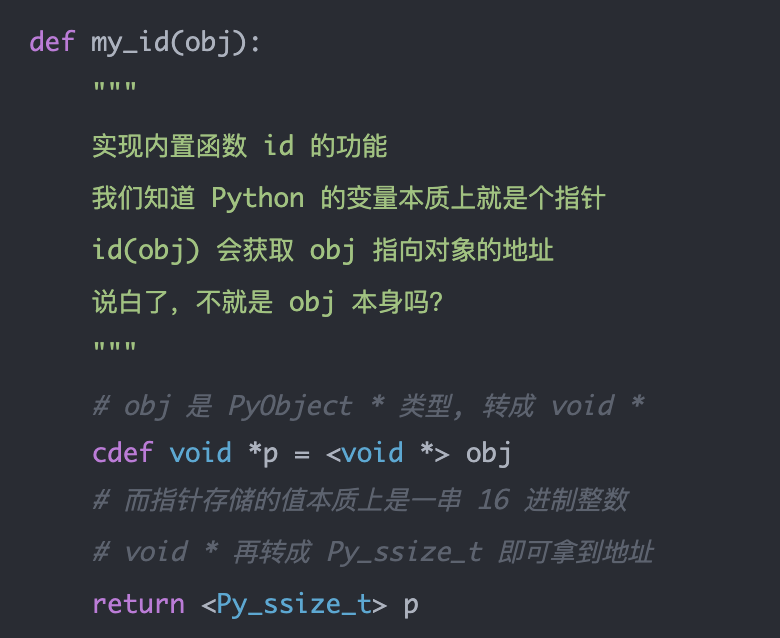 def my_id(obj):
    """
    实现内置函数 id 的功能
    我们知道 Python 的变量本质上就是个指针
    id(obj) 会获取 obj 指向对象的地址
    说白了，不就是 obj 本身吗?
    """
    # obj 是 PyObject * 类型, 转成 void *
    cdef void *p = <void *> obj
    # 而指针存储的值本质上是一串 16 进制整数
    # void * 再转成 Py_ssize_t 即可拿到地址
    return <Py_ssize_t> p